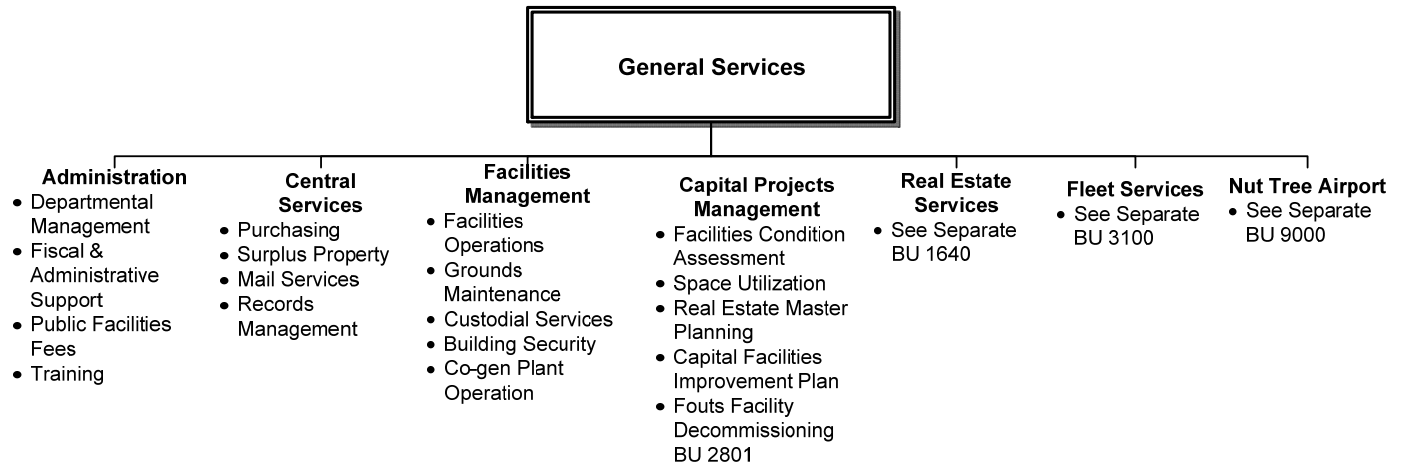 General Services
Administration
• Departmental
Management
• Fiscal &
Administrative
Support
• Public Facilities
Fees
• Training
Central
Services
• Purchasing
• Surplus Property
• Mail Services
• Records
Management
Facilities
Management
• Facilities
Operations
• Grounds
Maintenance
• Custodial Services
• Building Security
• Co-gen Plant
Operation
Capital Projects
Management
• Facilities Condition
Assessment
• Space Utilization
• Real Estate Master
Planning
• Capital Facilities
Improvement Plan
• Fouts Facility
Decommissioning
BU 2801
Real Estate
Services
• See Separate
BU 1640
Fleet Services
• See Separate
BU 3100
Nut Tree Airport
• See Separate
BU 9000